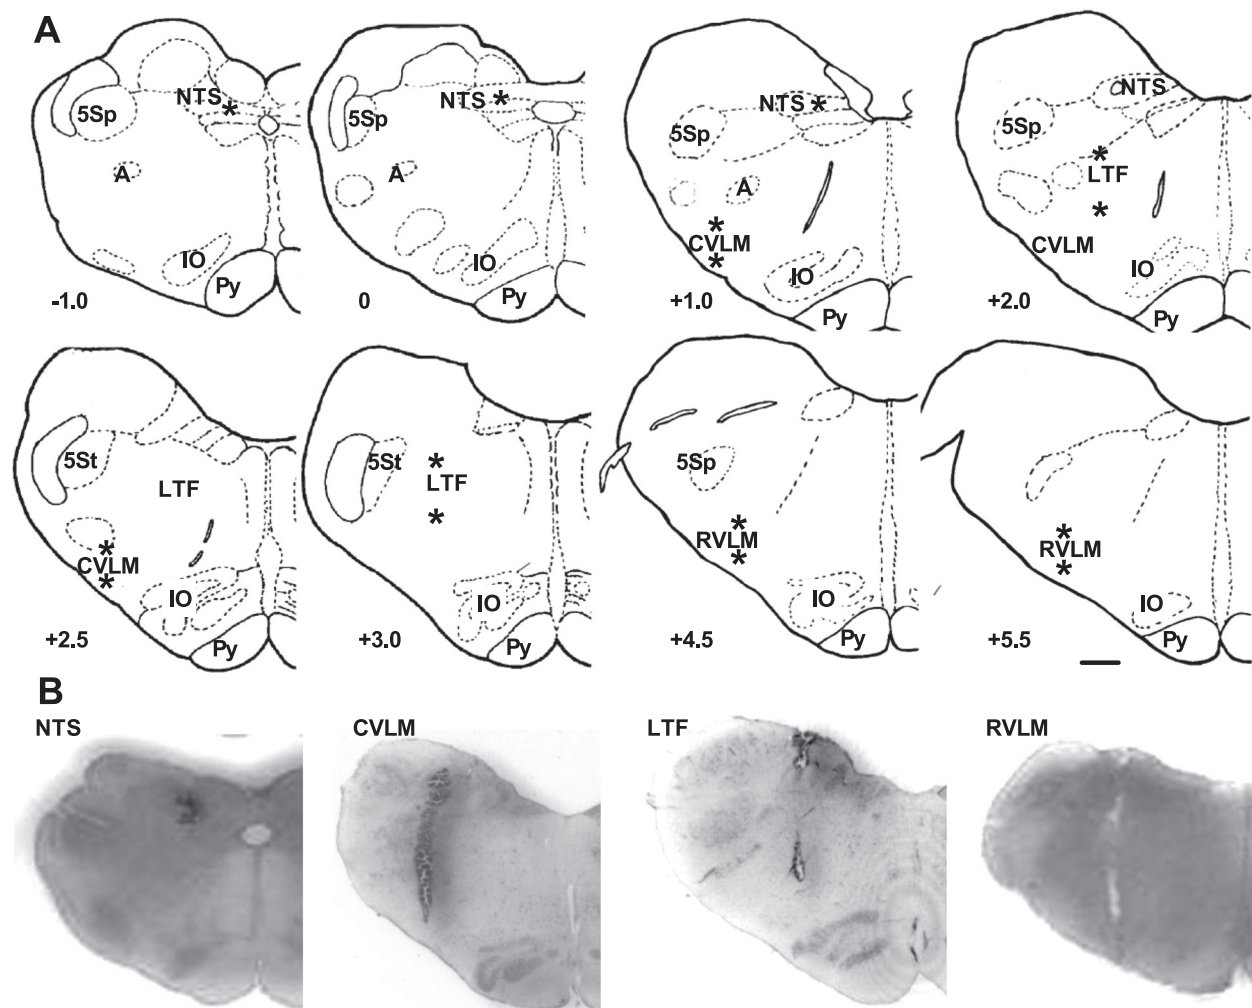 A
NTS *
5Sp
A
IO
Py
-1.0
NTS *
5Sp
A
IO
Py
0
NTS *
5Sp
A
*
CVLM
*
IO
Py
+1.0
NTS
5Sp
*
LTF
*
CVLM
IO
Py
+2.0
5St
LTF
*
CVLM
*
IO
Py
+2.5
5St
*
LTF
*
IO
Py
+3.0
5Sp
*
RVLM
*
IO
Py
+4.5
*
RVLM
*
IO
Py
+5.5
B
NTS
CVLM
LTF
RVLM